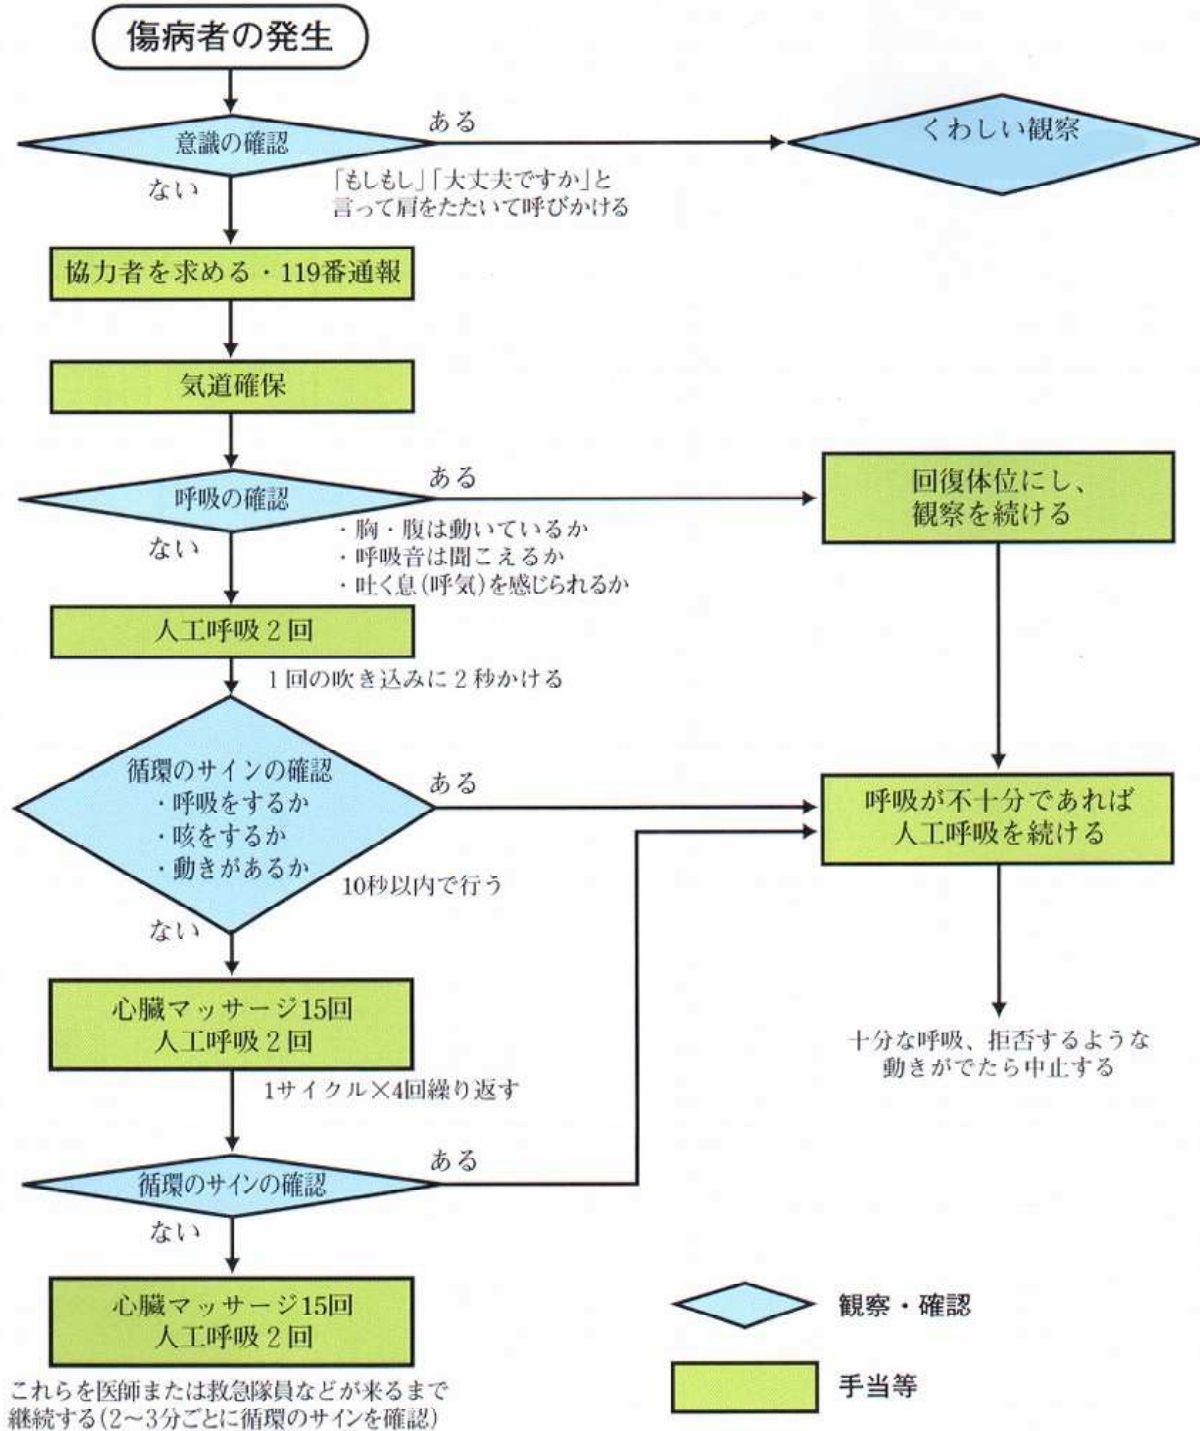 傷病者の発生
ある
意識の確認
くわしい観察
ない
「もしもし」「大丈夫ですか」と
言って肩をたたいて呼びかける
協力者を求める・119番通報
気道確保
ある
呼吸の確認
回復体位にし、
観察を続ける
ない
・胸・腹は動いているか
・呼吸音は聞こえるか
・吐く息(呼気)を感じられるか
人工呼吸2回
1回の吹き込みに2秒かける
循環のサインの確認
・呼吸をするか
・咳をするか
・動きがあるか
ある
呼吸が不十分であれば
人工呼吸を続ける
10秒以内で行う
ない
心臓マッサージ15回
人工呼吸2回
十分な呼吸、拒否するような
動きがでたら中止する
1サイクル×4回繰り返す
ある
循環のサインの確認
ない
心臓マッサージ15回
人工呼吸2回
観察・確認
手当等
これらを医師または救急隊員などが来るまで
継続する(2〜3分ごとに循環のサインを確認)